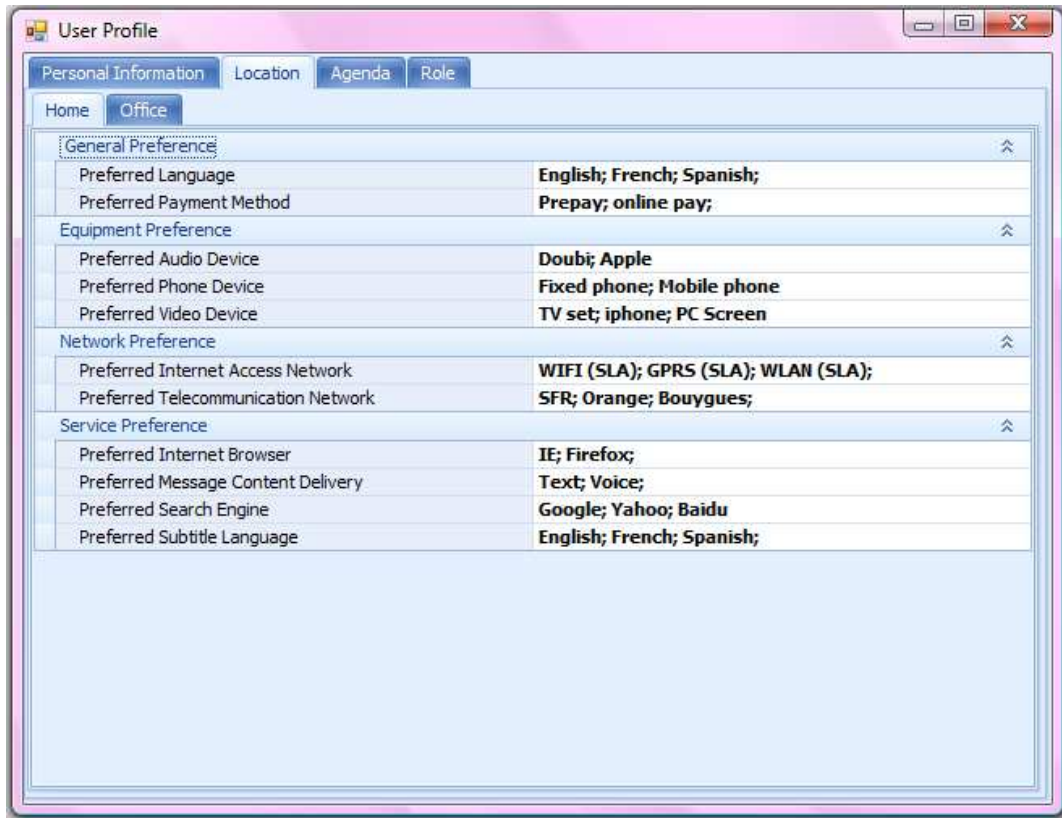 User Profile
Personal Information Location Agenda Role
Home Office
General Preference
Preferred Language English; French; Spanish;
Preferred Payment Method Prepay; online pay;
Equipment Preference
Preferred Audio Device Doubi; Apple
Preferred Phone Device Fixed phone; Mobile phone
Preferred Video Device TV set; iphone; PC Screen
Network Preference
Preferred Internet Access Network WIFI (SLA); GPRS (SLA); WLAN (SLA);
Preferred Telecommunication Network SFR; Orange; Bouygues;
Service Preference
Preferred Internet Browser IE; Firefox;
Preferred Message Content Delivery Text; Voice;
Preferred Search Engine Google; Yahoo; Baidu
Preferred Subtitle Language English; French; Spanish;